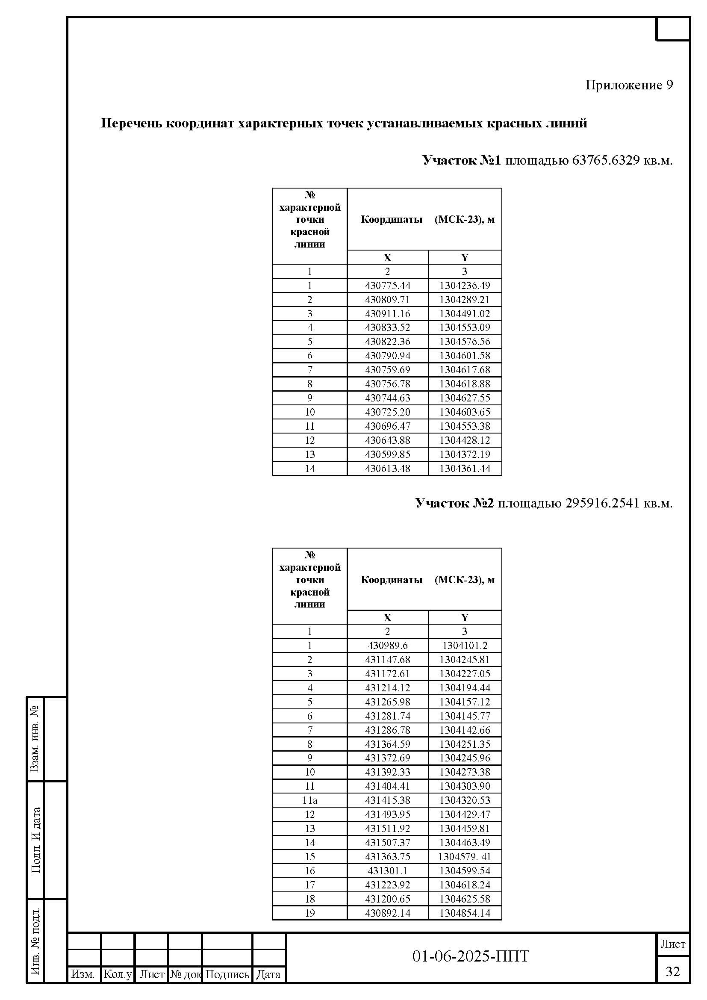 Приложение 9
Перечень координат характерных точек устанавливаемых красных линий
Участок №1 площадью 63765.6329 кв.м.
№
характерной
точки
красной
линии
Координаты (МСК-23), м
X Y
1 2 3
1 430775.44 1304236.49
2 430809.71 1304289.21
3 430911.16 1304491.02
4 430833.52 1304553.09
5 430822.36 1304576.56
6 430790.94 1304601.58
7 430759.69 1304617.68
8 430756.78 1304618.88
9 430744.63 1304627.55
10 430725.20 1304603.65
11 430696.47 1304553.38
12 430643.88 1304428.12
13 430599.85 1304372.19
14 430613.48 1304361.44
Участок №2 площадью 295916.2541 кв.м.
№
характерной
точки
красной
линии
Координаты (МСК-23), м
X Y
1 2 3
1 430989.6 1304101.2
2 431147.68 1304245.81
3 431172.61 1304227.05
4 431214.12 1304194.44
5 431265.98 1304157.12
6 431281.74 1304145.77
7 431286.78 1304142.66
8 431364.59 1304251.35
9 431372.69 1304245.96
10 431392.33 1304273.38
11 431404.41 1304303.90
11а 431415.38 1304320.53
12 431493.95 1304429.47
13 431511.92 1304459.81
14 431507.37 1304463.49
15 431363.75 1304579. 41
16 431301.1 1304599.54
17 431223.92 1304618.24
18 431200.65 1304625.58
19 430892.14 1304854.14
Взам. инв. №
Подп. И дата
Инв. № подл.
Изм. Кол.у Лист № док Подпись Дата
01-06-2025-ППТ
Лист
32